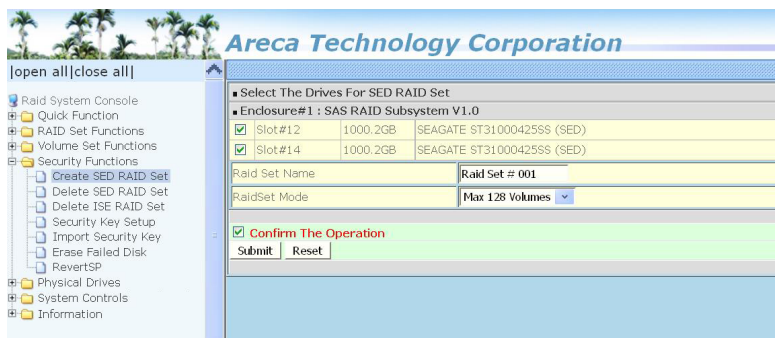 Areca Technology Corporation
|open all|close all|
Raid System Console
Quick Function
RAID Set Functions
Volume Set Functions
Security Functions
Create SED RAID Set
Delete SED RAID Set
Delete ISE RAID Set
Security Key Setup
Import Security Key
Erase Failed Disk
RevertSP
Physical Drives
System Controls
Information
Select The Drives For SED RAID Set
Enclosure#1 : SAS RAID Subsystem V1.0
Slot#12 1000.2GB SEAGATE ST31000425SS (SED)
Slot#14 1000.2GB SEAGATE ST31000425SS (SED)
Raid Set Name Raid Set # 001
RaidSet Mode Max 128 Volumes
Confirm The Operation
Submit Reset